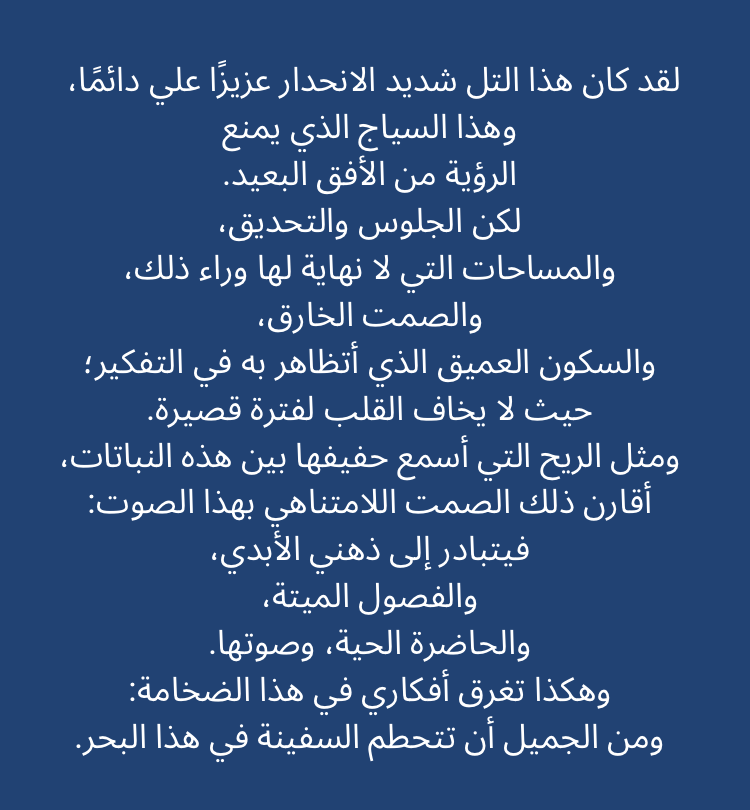 لقد كان هذا التل شديد الانحدار عزيزًا علي دائمًا،
وهذا السياج الذي يمنع
الرؤية من الأفق البعيد.
لكن الجلوس والتحديق،
والمساحات التي لا نهاية لها وراء ذلك،
والصمت الخارق،
والسكون العميق الذي أتظاهر به في التفكير؛
حيث لا يخاف القلب لفترة قصيرة.
ومثل الريح التي أسمع حفيفها بين هذه النباتات،
أقارن ذلك الصمت اللامتناهي بهذا الصوت:
فيتبادر إلى ذهني الأبدي،
والفصول الميتة،
والحاضرة الحية، وصوتها.
وهكذا تغرق أفكاري في هذا الضخامة:
ومن الجميل أن تتحطم السفينة في هذا البحر.